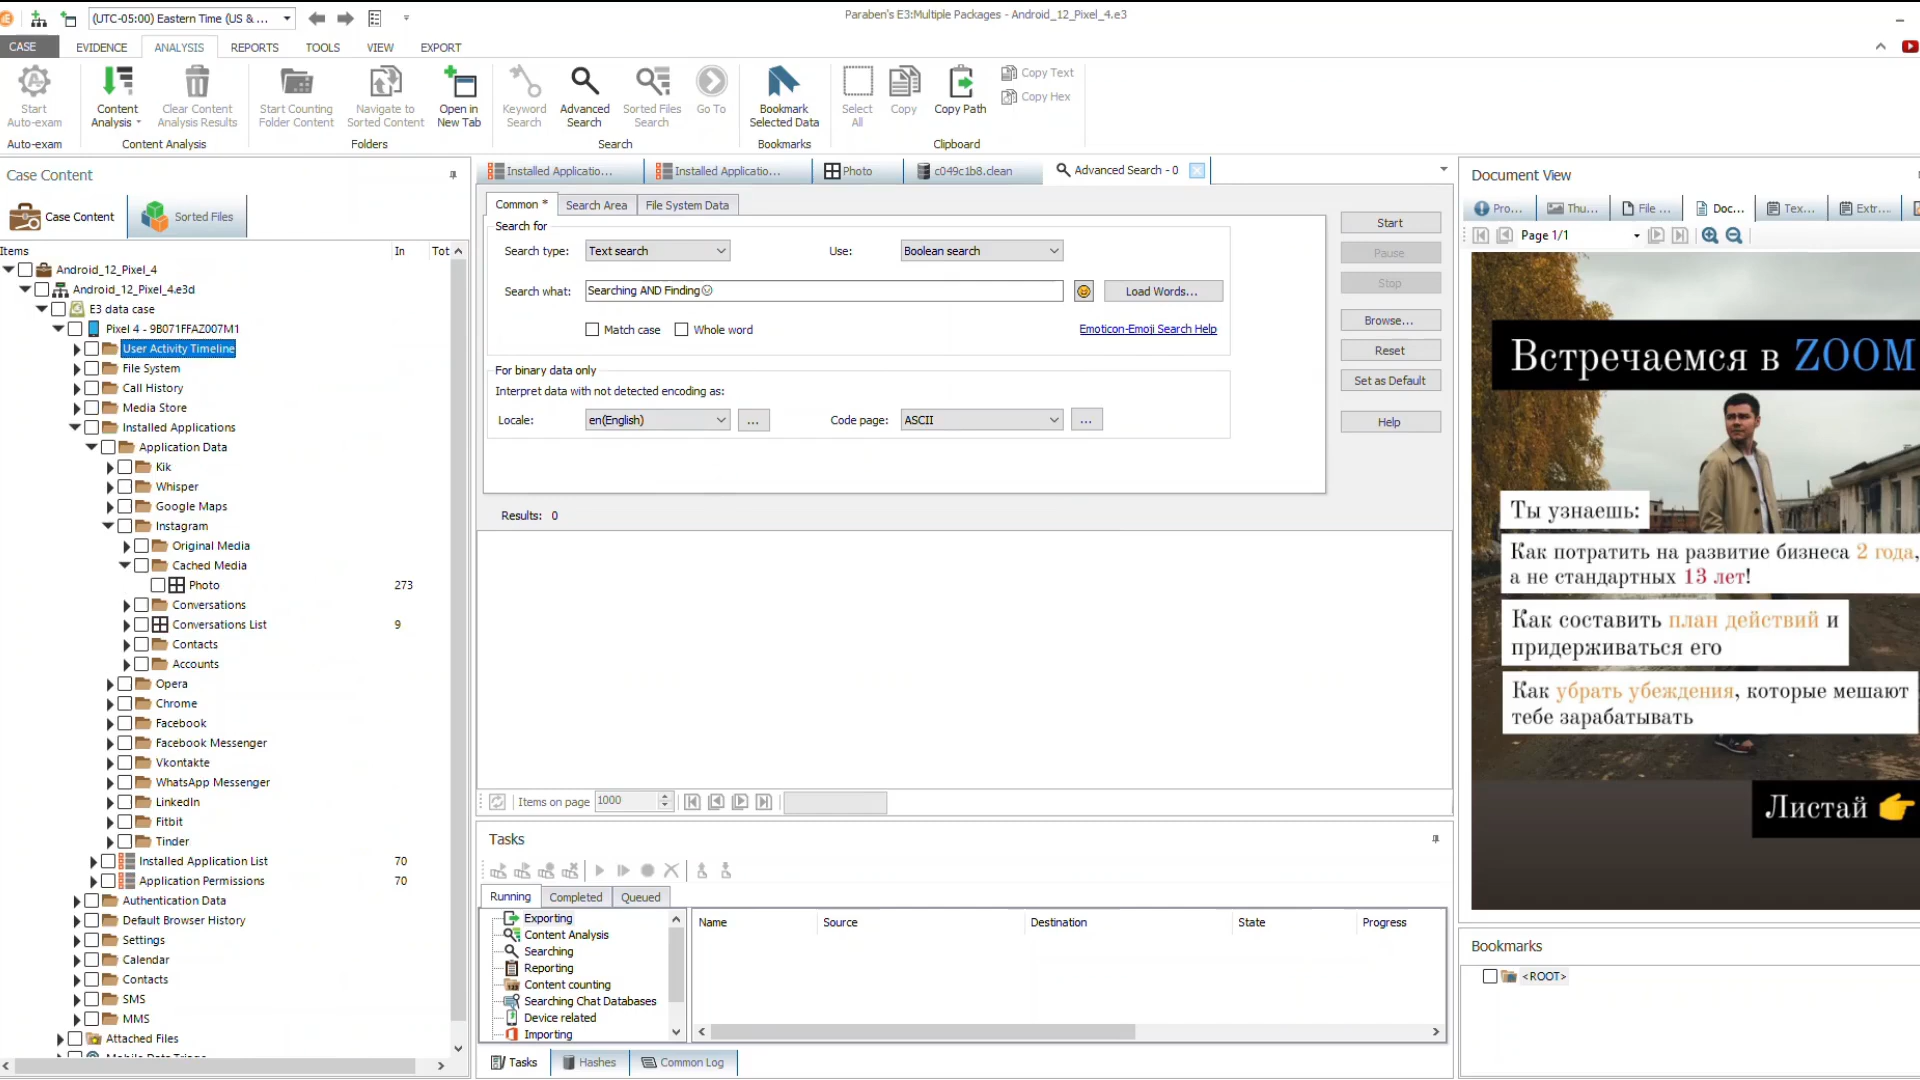 (UTC-05:00) Eastern Time (US & ...
Paraben's E3:Multiple Packages - Android_12_Pixel_4.e3
CASE
EVIDENCE
ANALYSIS
REPORTS
TOOLS
VIEW
EXPORT
Start
Auto-exam
Content
Analysis
Clear Content
Analysis Results
Start Counting
Folder Content
Navigate to
Sorted Content
Open in
New Tab
Keyword
Search
Advanced
Search
Sorted Files
Search
Go To
Bookmark
Selected Data
Select
All
Copy
Copy Path
Copy Text
Copy Hex
Auto-exam
Content Analysis
Folders
Search
Bookmarks
Clipboard
Case Content
Case Content
Sorted Files
Items
In
Tot
Android_12_Pixel_4
Android_12_Pixel_4.e3d
E3 data case
Pixel 4 - 9B071FFAZ007M1
User Activity Timeline
File System
Call History
Media Store
Installed Applications
Application Data
Kik
Whisper
Google Maps
Instagram
Original Media
Cached Media
Photo 273
Conversations
Conversations List 9
Contacts
Accounts
Opera
Chrome
Facebook
Facebook Messenger
Vkontakte
WhatsApp Messenger
LinkedIn
Fitbit
Tinder
Installed Application List 70
Application Permissions 70
Authentication Data
Default Browser History
Settings
Calendar
Contacts
SMS
MMS
Attached Files
Installed Applicatio...
Installed Applicatio...
Photo
c049c1b8.clean
Advanced Search - 0
Common *
Search Area
File System Data
Search for
Search type:
Text search
Use:
Boolean search
Search what:
Searching AND Finding☺
Load Words...
Match case
Whole word
Emoticon-Emoji Search Help
For binary data only
Interpret data with not detected encoding as:
Locale:
en(English)
...
Code page:
ASCII
...
Start
Pause
Stop
Browse...
Reset
Set as Default
Help
Results: 0
Items on page
1000
Tasks
Running
Completed
Queued
Exporting
Content Analysis
Searching
Reporting
Content counting
Searching Chat Databases
Device related
Importing
Name
Source
Destination
State
Progress
Tasks
Hashes
Common Log
Document View
Pro...
Thu...
File ...
Doc...
Tex...
Extr...
Page 1/1
Встречаемся в ZOOM
Ты узнаешь:
Как потратить на развитие бизнеса 2 года,
а не стандартных 13 лет!
Как составить план действий и
придерживаться его
Как убрать убеждения, которые мешают
тебе зарабатывать
Листай 👉
Bookmarks
<ROOT>